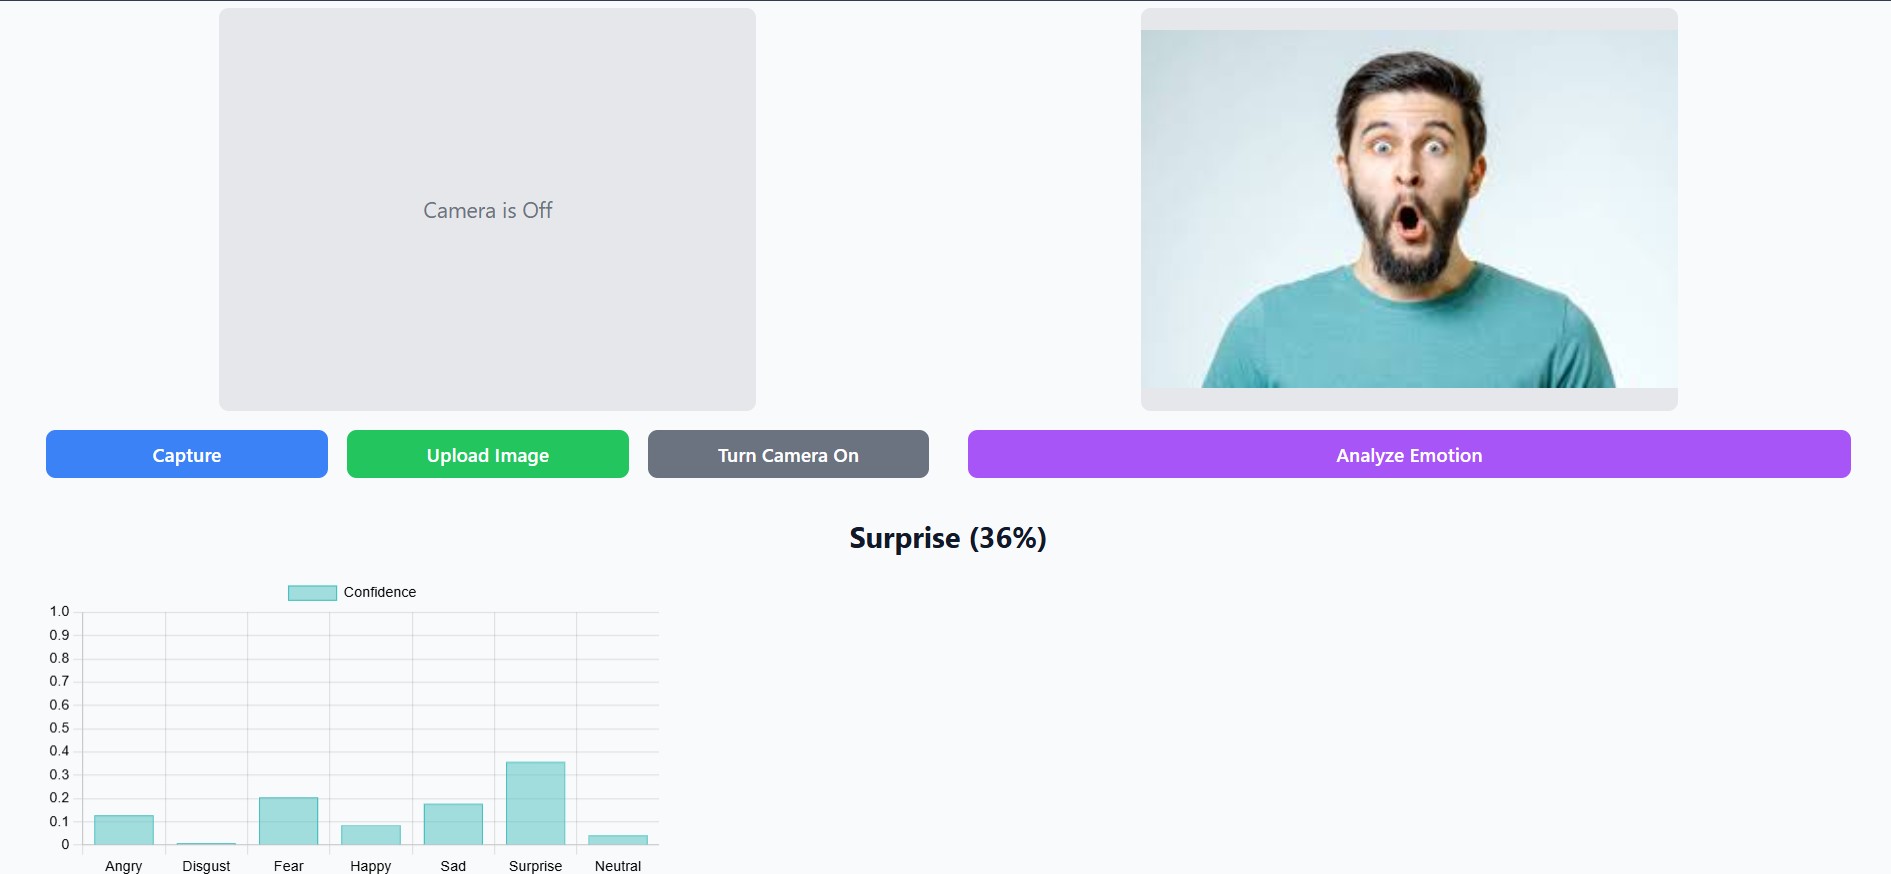 Camera is Off
Capture
Upload Image
Turn Camera On
Analyze Emotion
Surprise (36%)
Confidence
1.0
0.9
0.8
0.7
0.6
0.5
0.4
0.3
0.2
0.1
0
Angry Disgust Fear Happy Sad Surprise Neutral